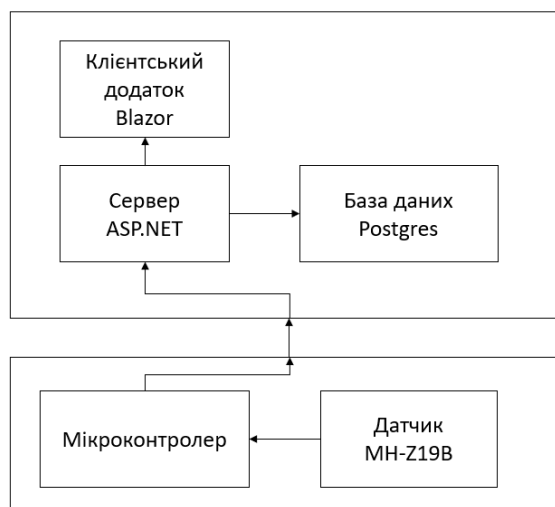 Клієнтський
додаток
Blazor
Сервер
ASP.NET
База даних
Postgres
Мікроконтролер
Датчик
MH-Z19B